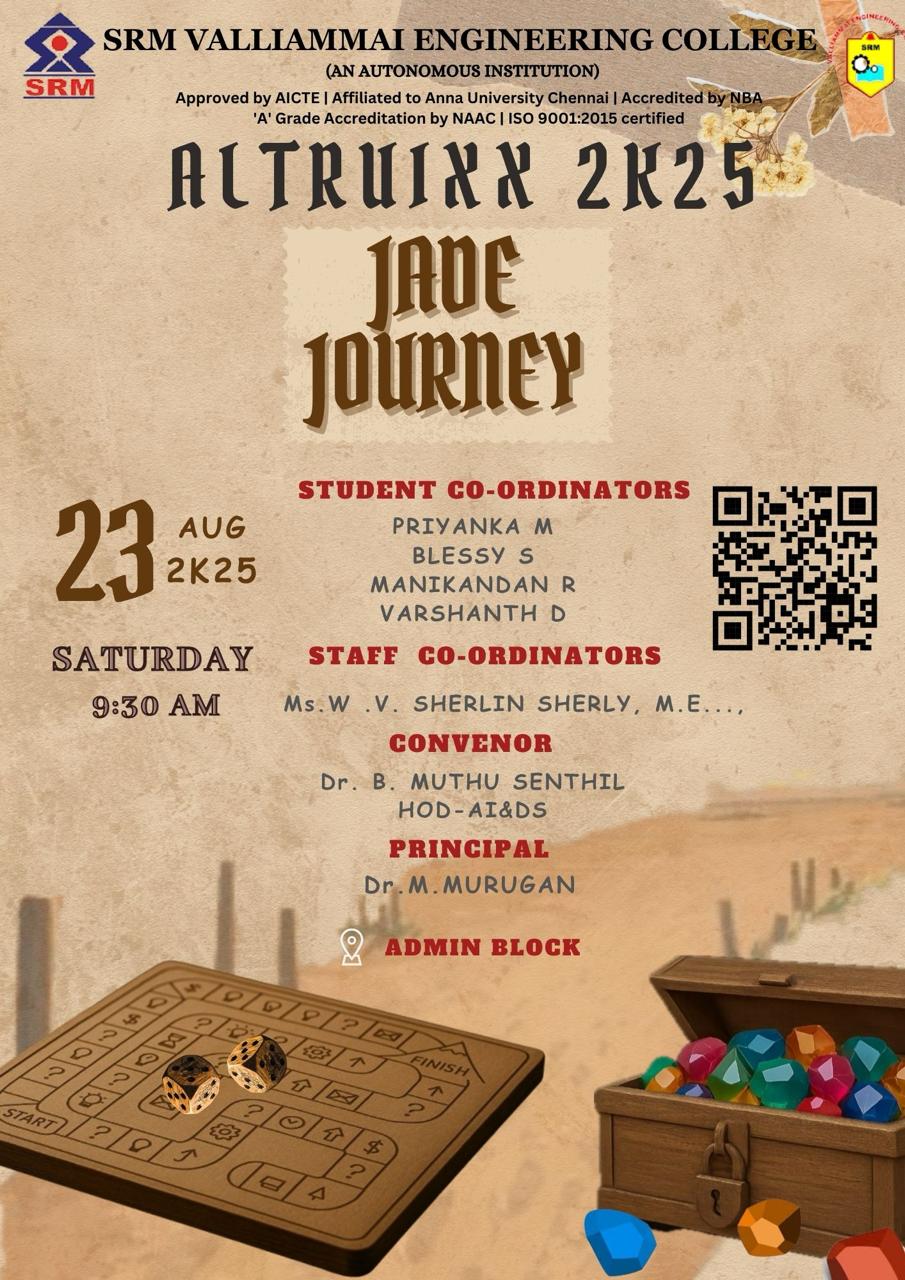 SRM VALLIAMMAI ENGINEERING COLLEGE
(AN AUTONOMOUS INSTITUTION)
Approved by AICTE | Affiliated to Anna University Chennai | Accredited by NBA
'A' Grade Accreditation by NAAC | ISO 9001:2015 certified
SRM
SRM
ALTRUIXX 2K25
JADE
JOURNEY
23 AUG
2K25
SATURDAY
9:30 AM
STUDENT CO-ORDINATORS
PRIYANKA M
BLESSY S
MANIKANDAN R
VARSHANTH D
STAFF CO-ORDINATORS
Ms.W .V. SHERLIN SHERLY, M.E...,
CONVENOR
Dr. B. MUTHU SENTHIL
HOD-AI&DS
PRINCIPAL
Dr.M.MURUGAN
ADMIN BLOCK
FINISH
START